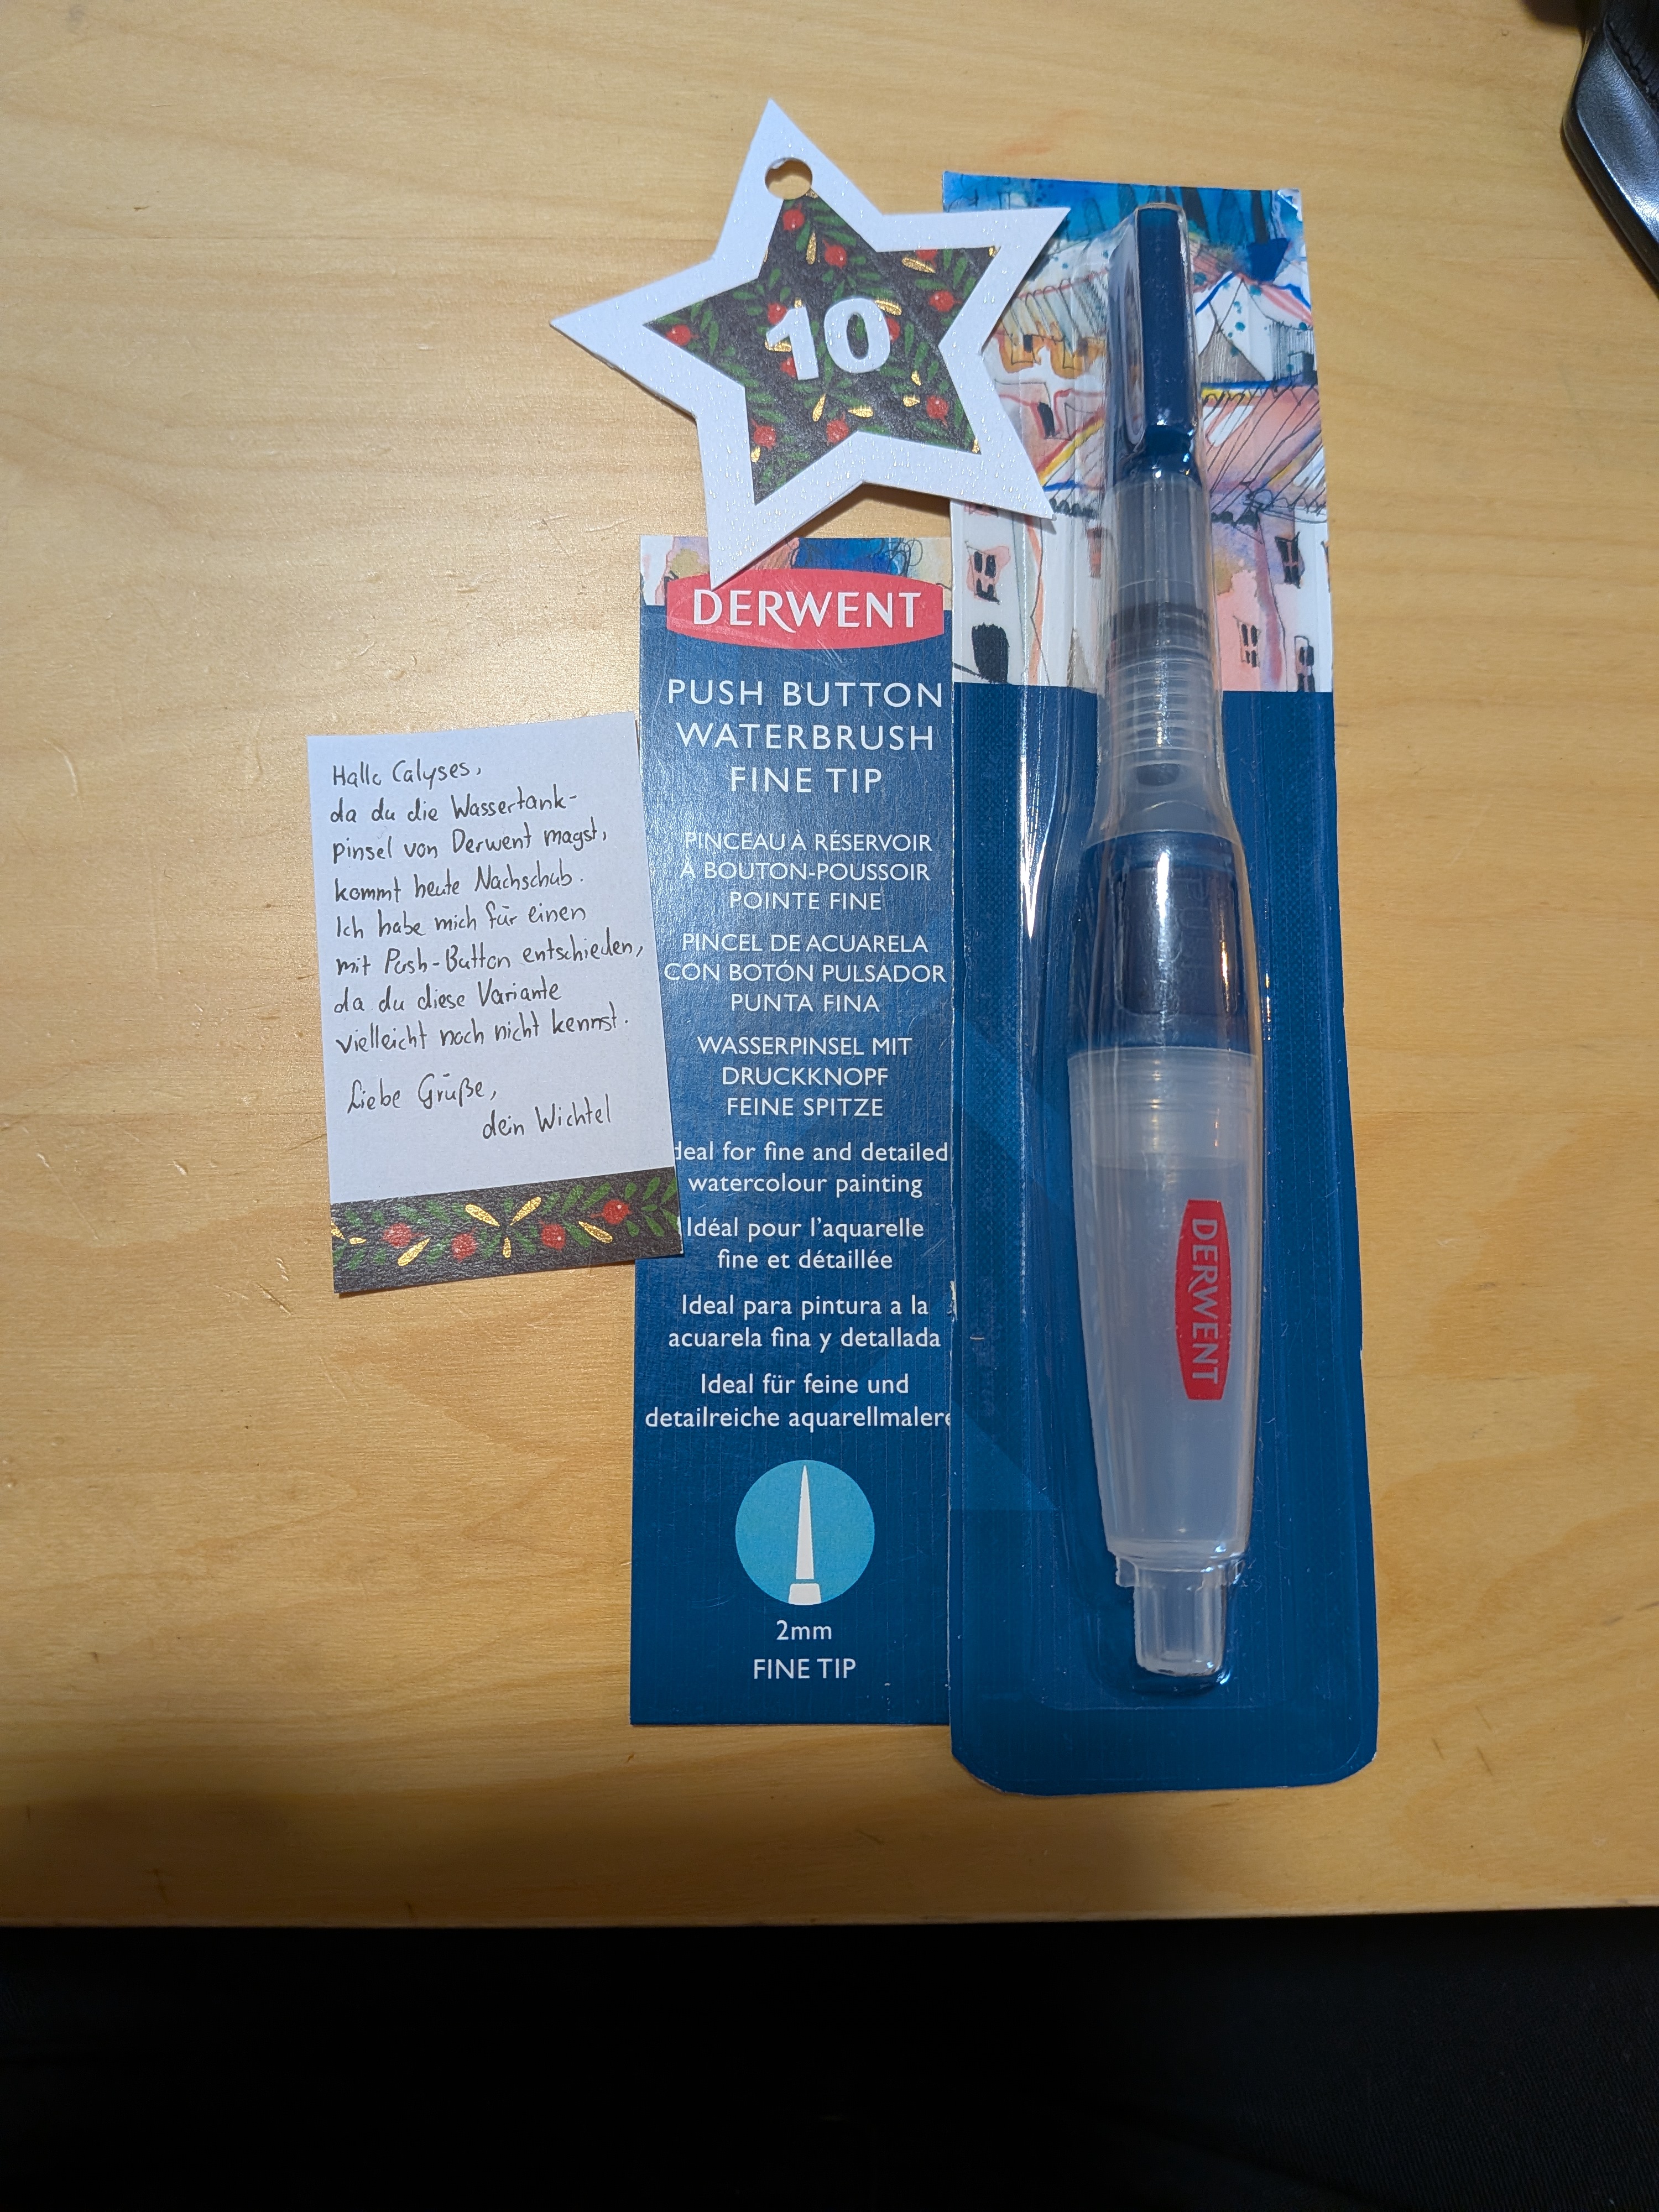 10
Hallo Calyses,
da du die Wassertank-
pinsel von Derwent magst,
kommt heute Nachschub.
Ich habe mich für einen
mit Push-Button entschieden,
da du diese Variante
vielleicht noch nicht kennst.
Liebe Grüße,
dein Wichtel
DERWENT
PUSH BUTTON
WATERBRUSH
FINE TIP
PINCEAU À RÉSERVOIR
À BOUTON-POUSSOIR
POINTE FINE
PINCEL DE ACUARELA
CON BOTÓN PULSADOR
PUNTA FINA
WASSERPINSEL MIT
DRUCKKNOPF
FEINE SPITZE
deal for fine and detailed
watercolour painting
Idéal pour l'aquarelle
fine et détaillée
Ideal para pintura a la
acuarela fina y detallada
Ideal für feine und
detailreiche aquarellmalere
2mm
FINE TIP
DERWENT